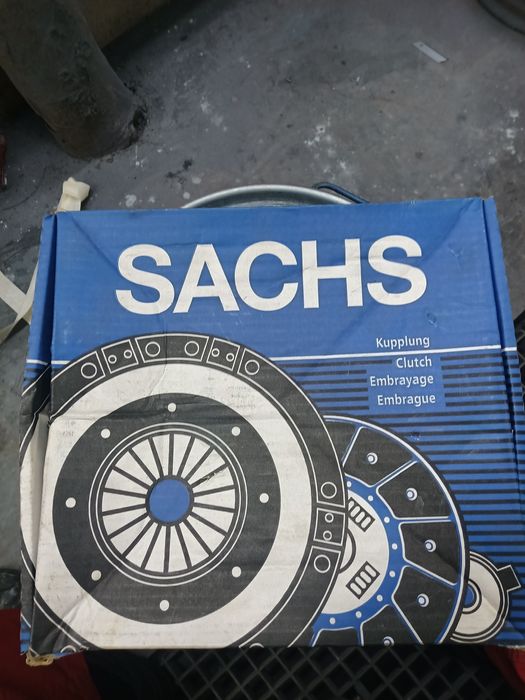 SACHS
Kupplung
Clutch
Embrayage
Embrague